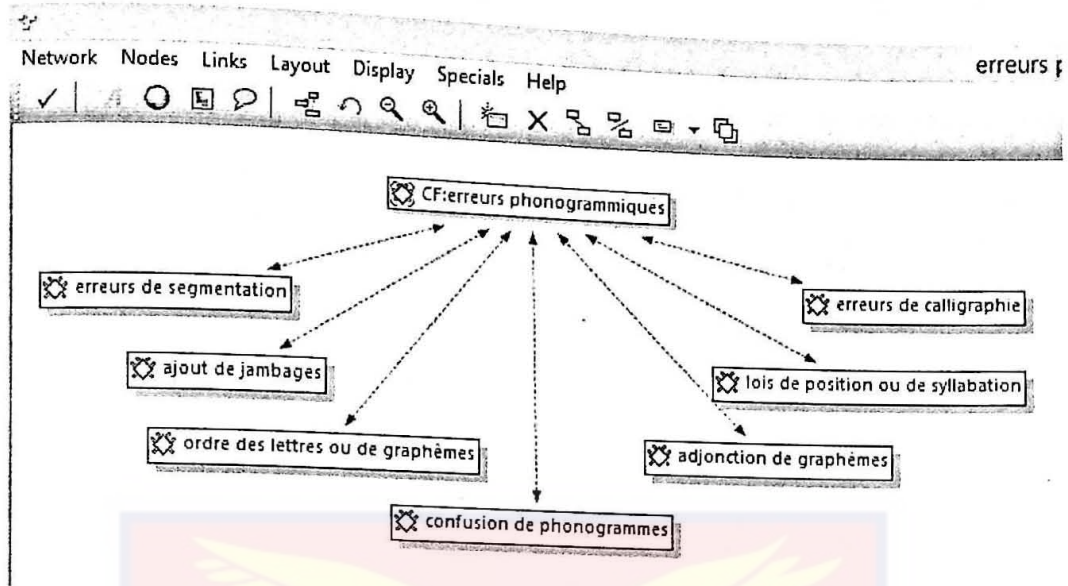 Network Nodes Links Layout Display Specials Help
erreurs p
CF:erreurs phonogrammiques
erreurs de segmentation
erreurs de calligraphie
ajout de jambages
lois de position ou de syllabation
ordre des lettres ou de graphèmes
adjonction de graphèmes
confusion de phonogrammes